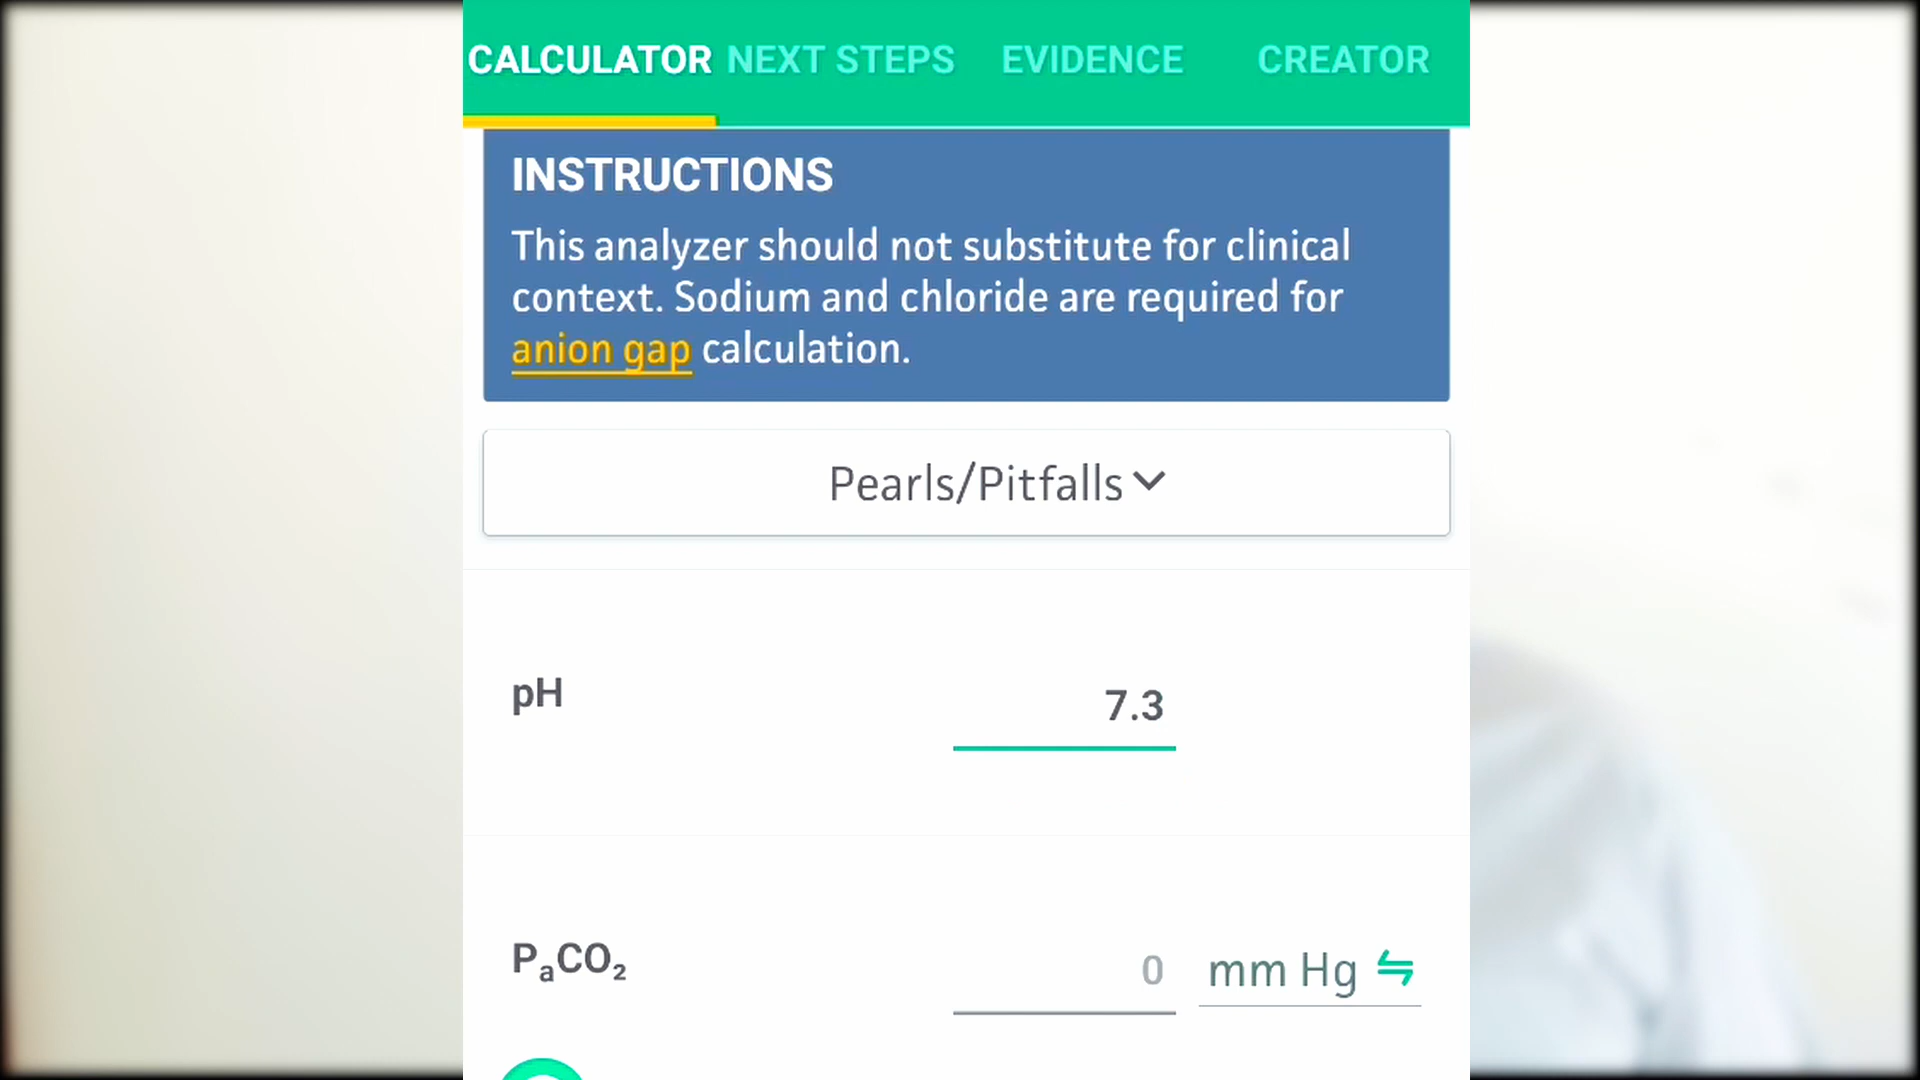 CALCULATOR NEXT STEPS EVIDENCE CREATOR
INSTRUCTIONS
This analyzer should not substitute for clinical
context. Sodium and chloride are required for
anion gap calculation.
Pearls/Pitfalls
pH 7.3
PₐCO₂ 0 mm Hg